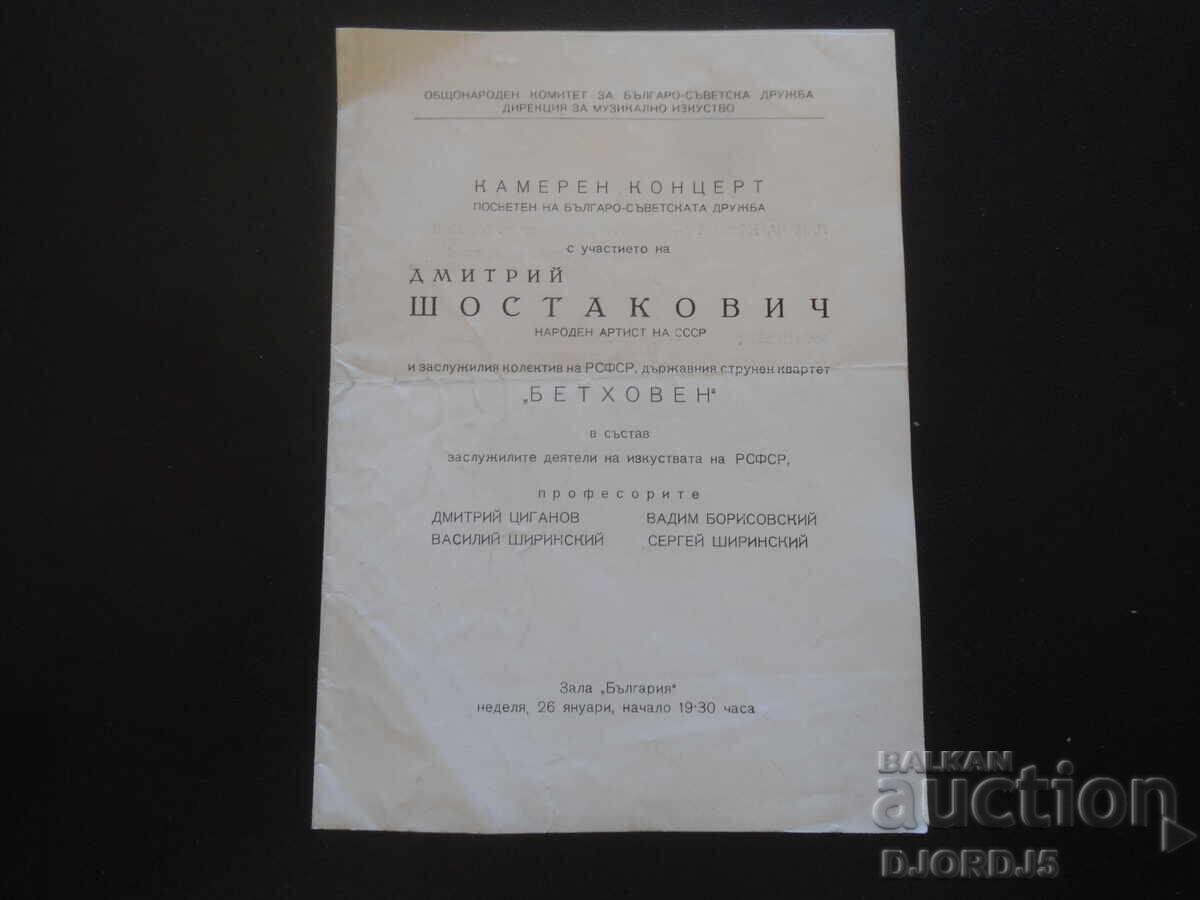 ОБЩОНАРОДЕН КОМИТЕТ ЗА БЪЛГАРО-СЪВЕТСКА ДРУЖБА
ДИРЕКЦИЯ ЗА МУЗИКАЛНО ИЗКУСТВО
КАМЕРЕН КОНЦЕРТ
ПОСВЕТЕН НА БЪЛГАРО-СЪВЕТСКАТА ДРУЖБА
с участието на
ДМИТРИЙ
ШОСТАКОВИЧ
НАРОДЕН АРТИСТ НА СССР
и заслужилия колектив на РСФСР, държавния струнен квартет
„БЕТХОВЕН“
в състав
заслужилите деятели на изкуствата на РСФСР,
професорите
ДМИТРИЙ ЦИГАНОВ ВАДИМ БОРИСОВСКИЙ
ВАСИЛИЙ ШИРИНСКИЙ СЕРГЕЙ ШИРИНСКИЙ
Зала „България“
неделя, 26 януари, начало 19·30 часа
BALKAN
auction
DJORDJ5